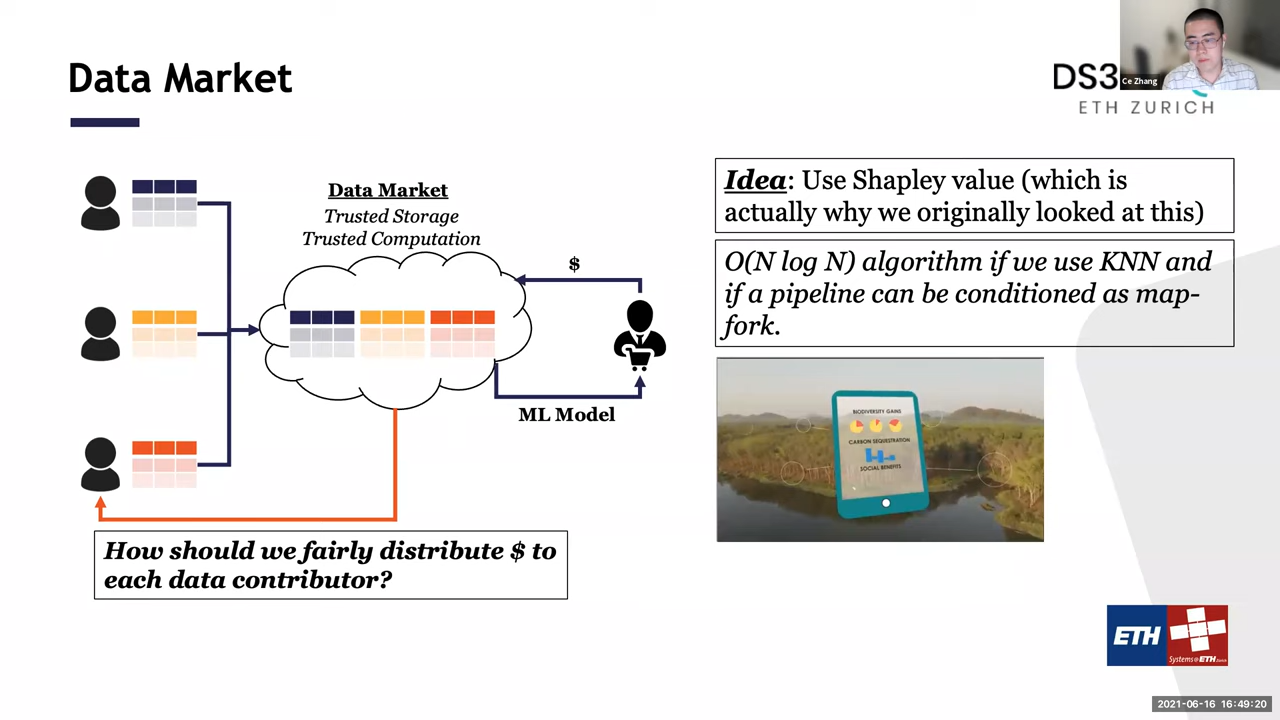 Data Market
DS3
Ce Zhang
ETH ZURICH
Data Market
Trusted Storage
Trusted Computation
$
ML Model
How should we fairly distribute $ to
each data contributor?
Idea: Use Shapley value (which is
actually why we originally looked at this)
O(N log N) algorithm if we use KNN and
if a pipeline can be conditioned as map-
fork.
BIODIVERSITY GAINS
CARBON SEQUESTRATION
SOCIAL BENEFITS
ETH
Systems@ETH Zurich
2021-06-16 16:49:20